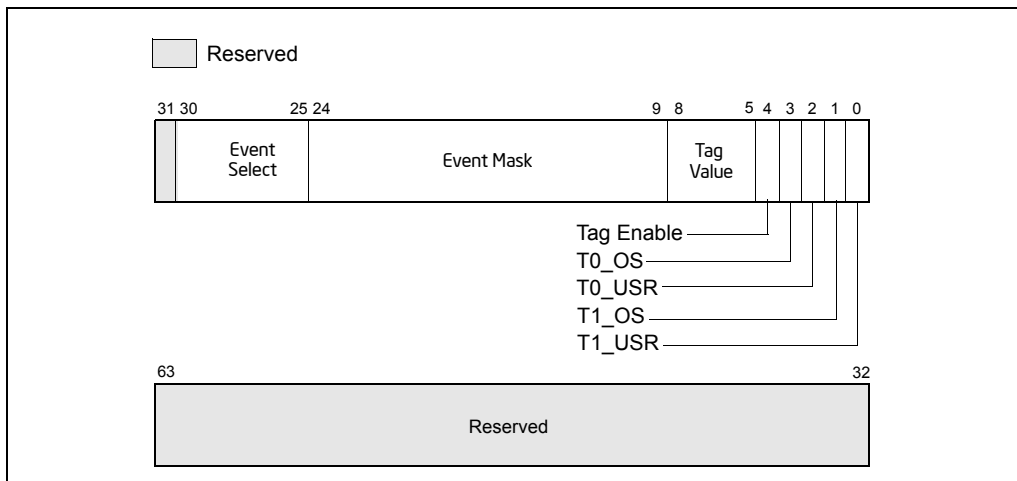 Reserved
31 30 25 24 9 8 5 4 3 2 1 0
Event
Select
Event Mask
Tag
Value
Tag Enable
T0_OS
T0_USR
T1_OS
T1_USR
63 32
Reserved